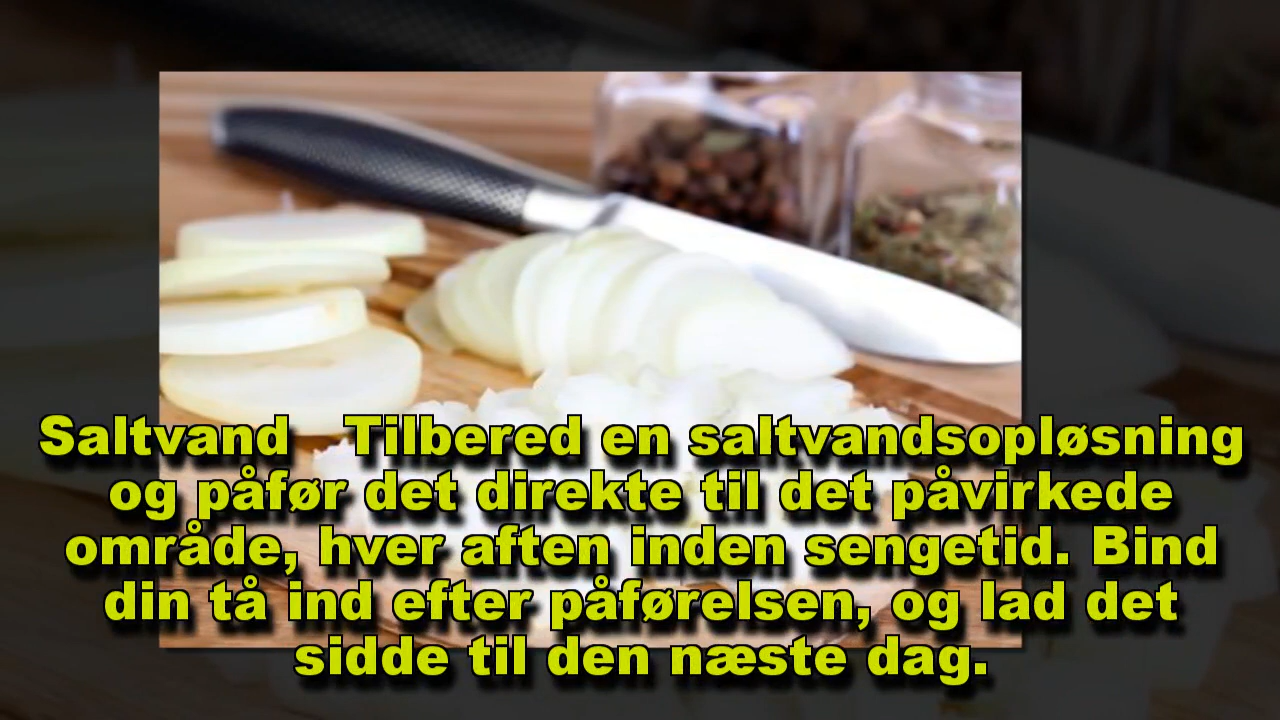 Saltvand   Tilbered en saltvandsopløsning
og påfør det direkte til det påvirkede
område, hver aften inden sengetid. Bind
din tå ind efter påførelsen, og lad det
sidde til den næste dag.